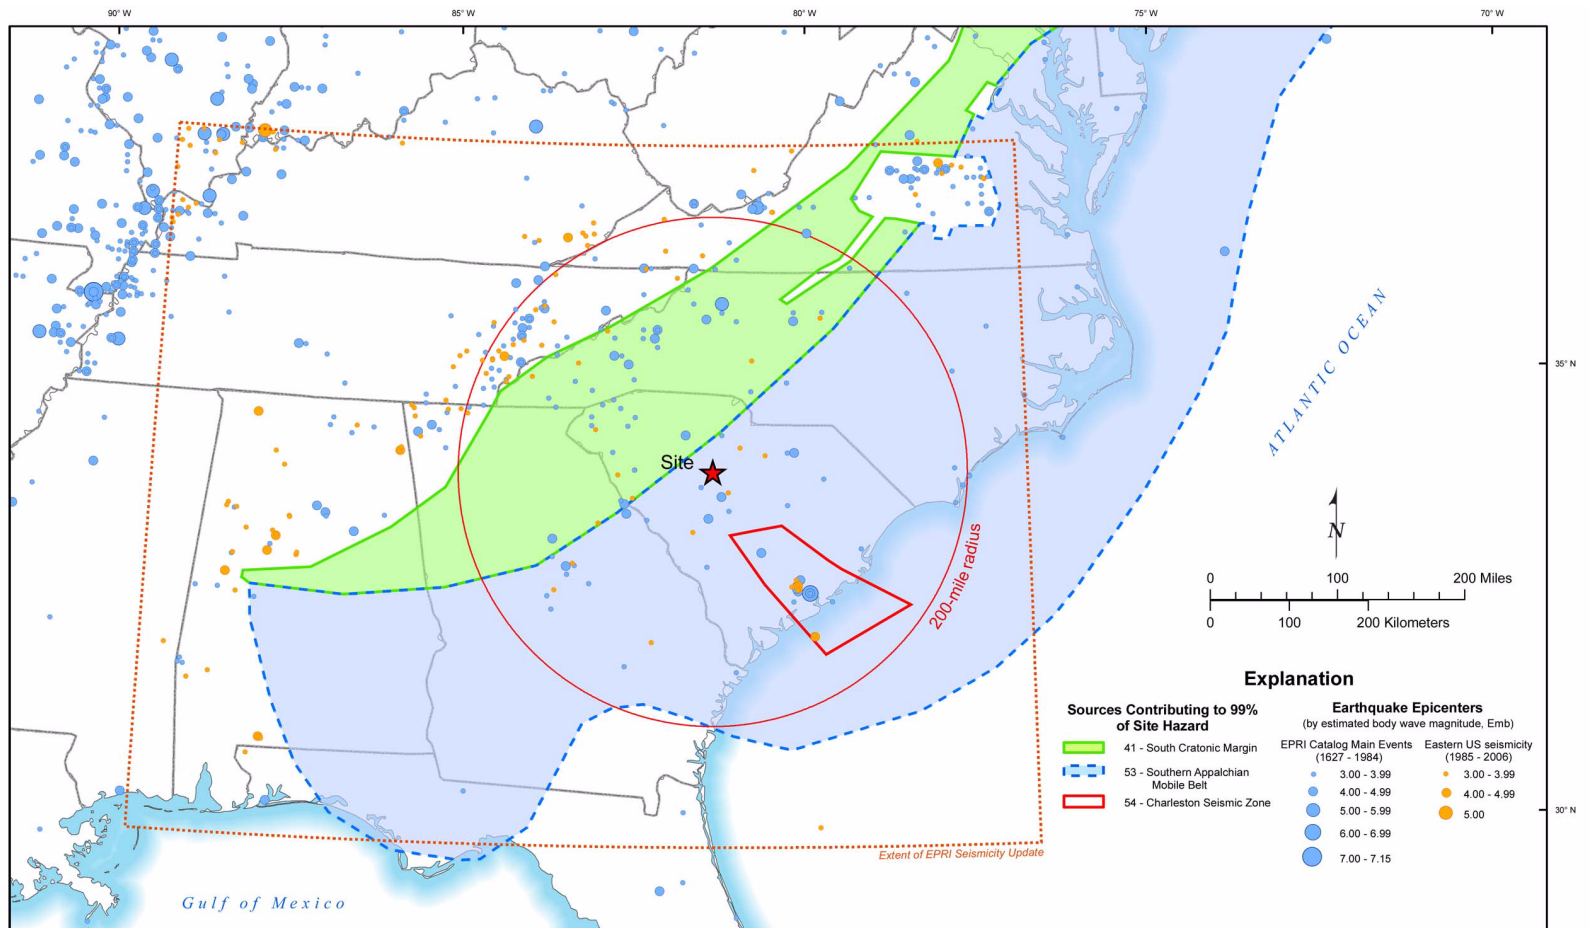 90° W
85° W
80° W
75° W
70° W
35° N
30° N
Site
200-mile radius
ATLANTIC OCEAN
N
0 100 200 Miles
0 100 200 Kilometers
Extent of EPRI Seismicity Update
Gulf of Mexico
Explanation
Sources Contributing to 99%
of Site Hazard
41 - South Cratonic Margin
53 - Southern Appalchian
Mobile Belt
54 - Charleston Seismic Zone
Earthquake Epicenters
(by estimated body wave magnitude, Emb)
EPRI Catalog Main Events
(1627 - 1984)
3.00 - 3.99
4.00 - 4.99
5.00 - 5.99
6.00 - 6.99
7.00 - 7.15
Eastern US seismicity
(1985 - 2006)
3.00 - 3.99
4.00 - 4.99
5.00